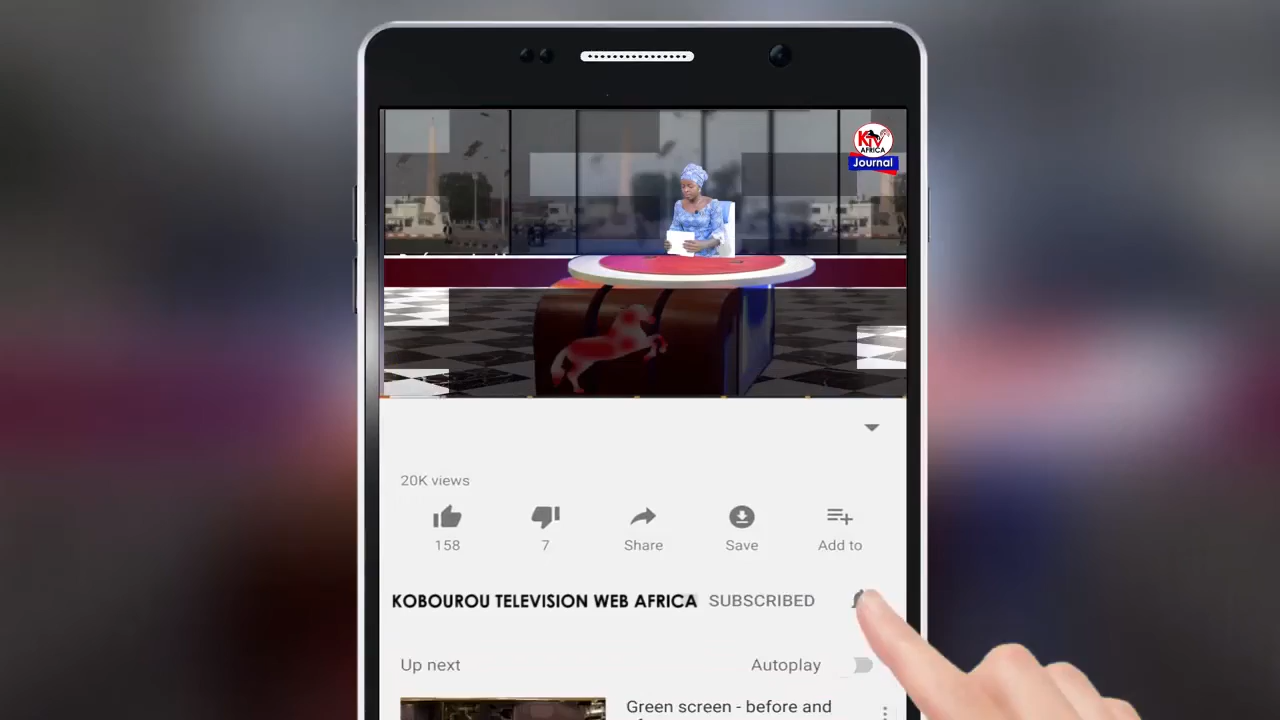 KTV
AFRICA
Journal
20K views
158
7
Share
Save
Add to
KOBOUROU TELEVISION WEB AFRICA
SUBSCRIBED
Up next
Autoplay
Green screen - before and